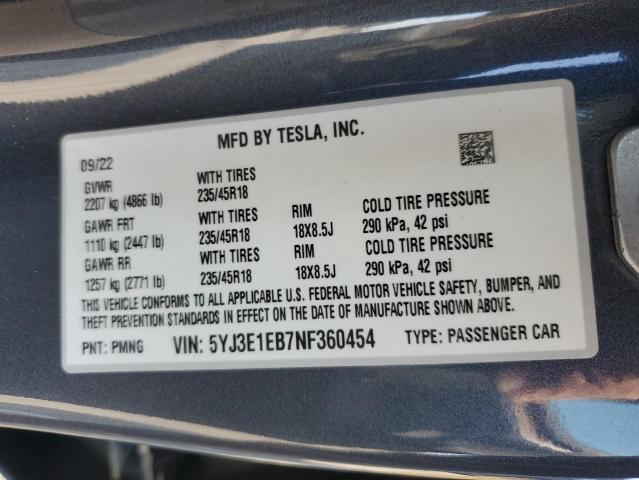 MFD BY TESLA, INC.
09/22
GVWR WITH TIRES
2207 kg (4866 lb) 235/45R18
GAWR FRT WITH TIRES RIM COLD TIRE PRESSURE
1110 kg (2447 lb) 235/45R18 18X8.5J 290 kPa, 42 psi
GAWR RR WITH TIRES RIM COLD TIRE PRESSURE
1257 kg (2771 lb) 235/45R18 18X8.5J 290 kPa, 42 psi
THIS VEHICLE CONFORMS TO ALL APPLICABLE U.S. FEDERAL MOTOR VEHICLE SAFETY, BUMPER, AND
THEFT PREVENTION STANDARDS IN EFFECT ON THE DATE OF MANUFACTURE SHOWN ABOVE.
PNT: PMNG VIN: 5YJ3E1EB7NF360454 TYPE: PASSENGER CAR